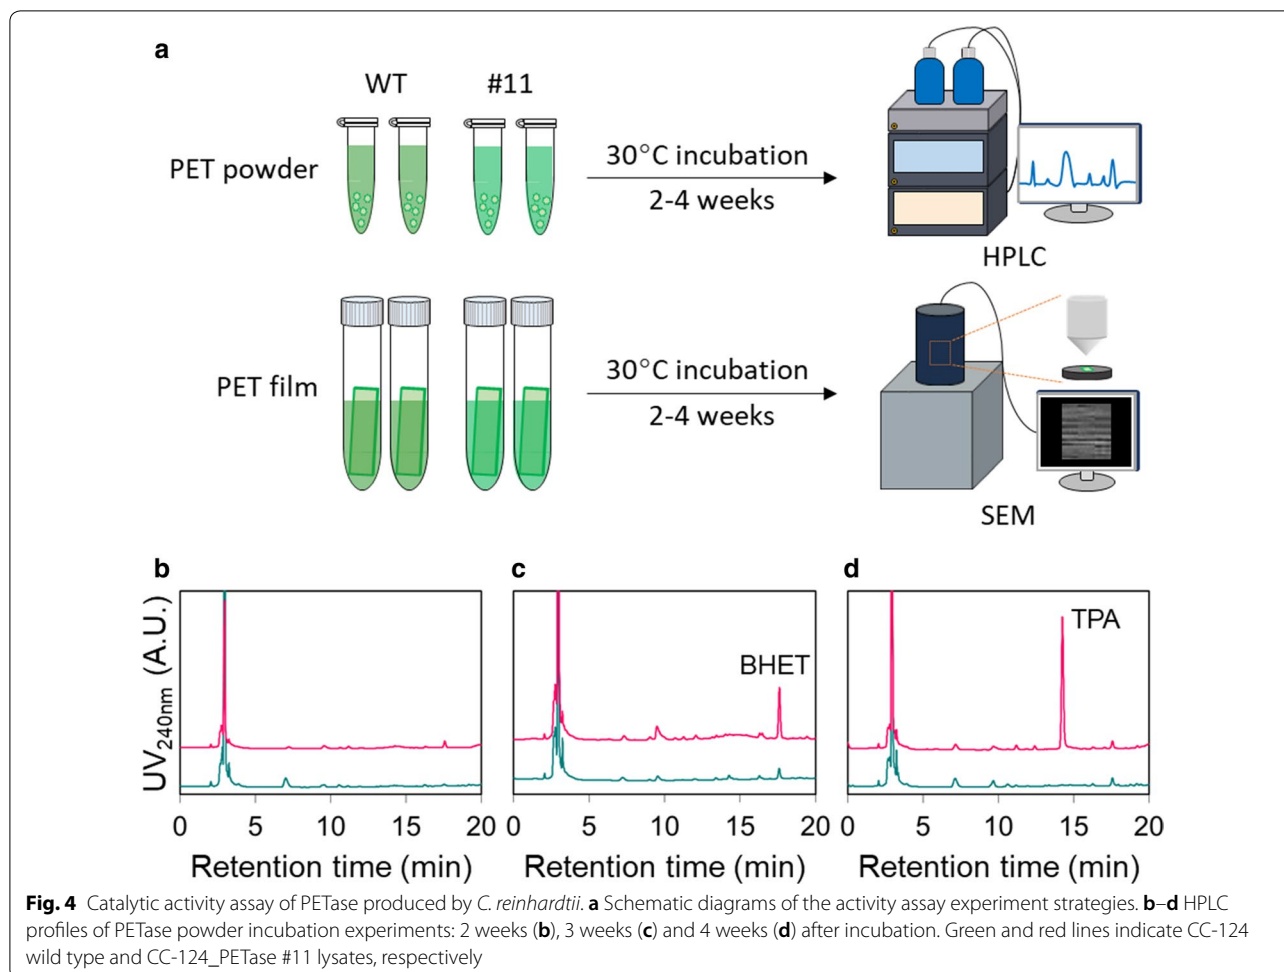 a
WT #11
PET powder
30°C incubation
2-4 weeks
HPLC
PET film
30°C incubation
2-4 weeks
SEM
b c d
UV240nm (A.U.)
BHET
TPA
0 5 10 15 20
0 5 10 15 20
0 5 10 15 20
Retention time (min)
Retention time (min)
Retention time (min)
Fig. 4 Catalytic activity assay of PETase produced by C. reinhardtii. a Schematic diagrams of the activity assay experiment strategies. b–d HPLC
profiles of PETase powder incubation experiments: 2 weeks (b), 3 weeks (c) and 4 weeks (d) after incubation. Green and red lines indicate CC-124
wild type and CC-124_PETase #11 lysates, respectively